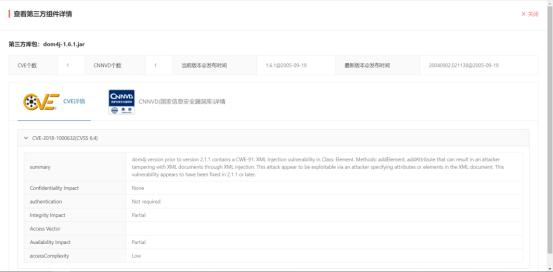 查看第三方组件详情
✕ 关闭
第三方库包：dom4j-1.6.1.jar
CVE个数 1 CNNVD个数 1 当前版本@发布时间 1.6.1@2005-09-19 最新版本@发布时间 20040902.021138@2005-09-19
CVE CVE详情 CNNVD CNNVD(国家信息安全漏洞库)详情
CVE-2018-1000632(CVSS 6.4)
summary
dom4j version prior to version 2.1.1 contains a CWE-91: XML Injection vulnerability in Class: Element. Methods: addElement, addAttribute that can result in an attacker
tampering with XML documents through XML injection. This attack appear to be exploitable via an attacker specifying attributes or elements in the XML document. This
vulnerability appears to have been fixed in 2.1.1 or later.
Confidentiality Impact None
authentication Not required
Integrity Impact Partial
Access Vector
Availability Impact Partial
accessComplexity Low